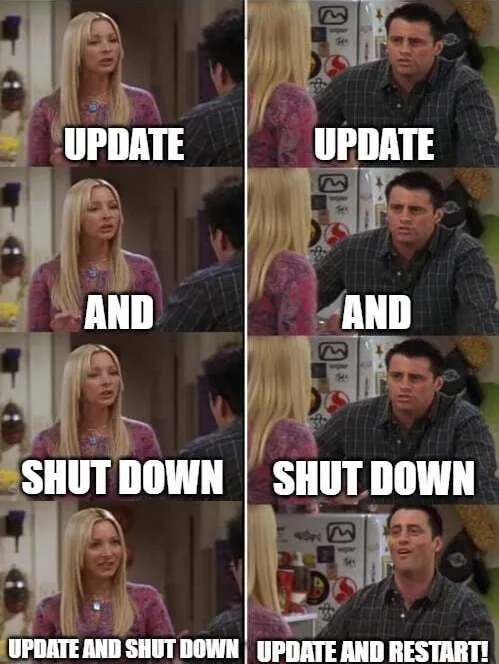 UPDATE
UPDATE
AND
AND
SHUT DOWN
SHUT DOWN
UPDATE AND SHUT DOWN
UPDATE AND RESTART!